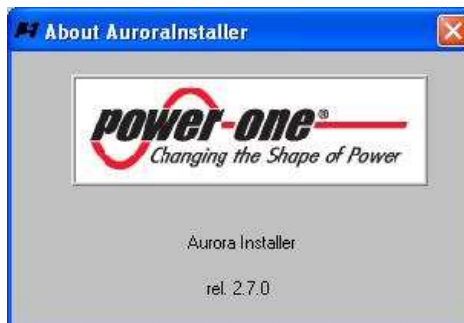 About AuroraInstaller
power-one®
Changing the Shape of Power
Aurora Installer
rel. 2.7.0